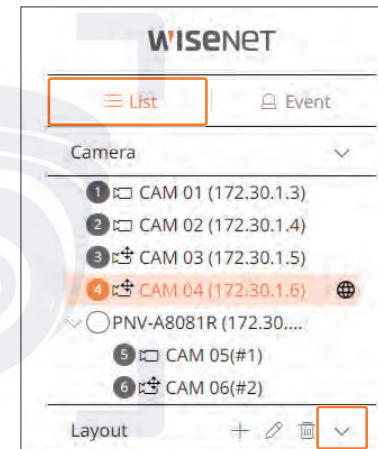 WISENET
List Event
Camera
1 CAM 01 (172.30.1.3)
2 CAM 02 (172.30.1.4)
3 CAM 03 (172.30.1.5)
4 CAM 04 (172.30.1.6)
PNV-A8081R (172.30....
5 CAM 05(#1)
6 CAM 06(#2)
Layout